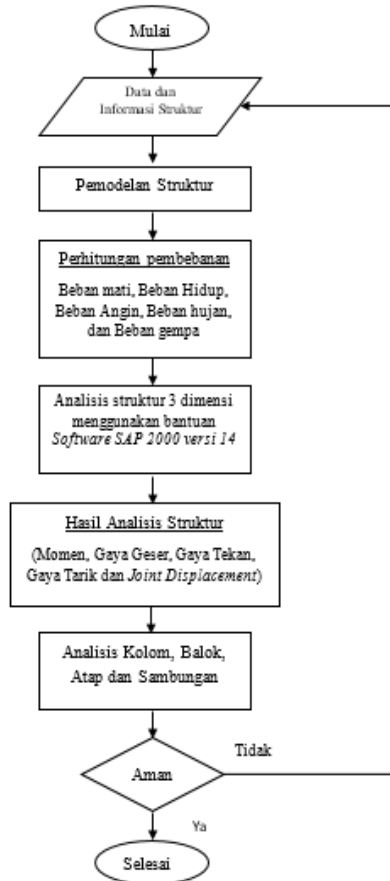 Mulai
Data dan
Informasi Struktur
Pemodelan Struktur
Perhitungan pembebanan
Beban mati, Beban Hidup,
Beban Angin, Beban hujan,
dan Beban gempa
Analisis struktur 3 dimensi
menggunakan bantuan
Software SAP 2000 versi 14
Hasil Analisis Struktur
(Momen, Gaya Geser, Gaya Tekan,
Gaya Tarik dan Joint Displacement)
Analisis Kolom, Balok,
Atap dan Sambungan
Aman
Tidak
Ya
Selesai